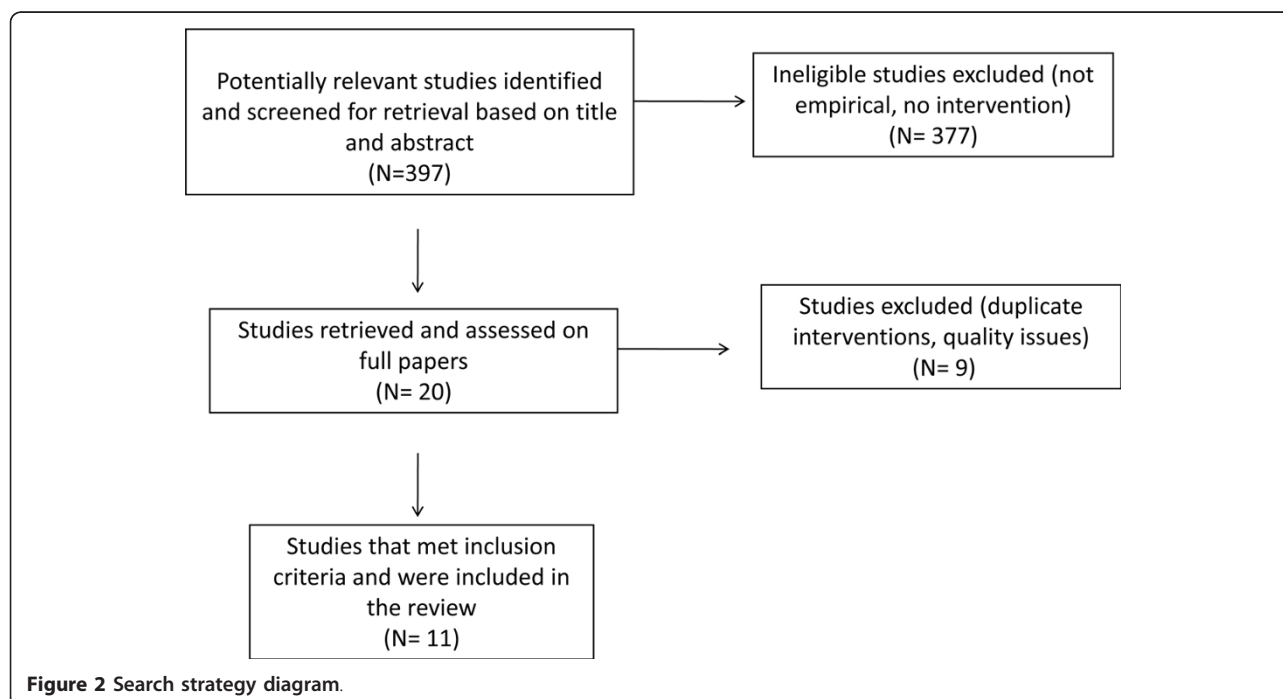 Potentially relevant studies identified
and screened for retrieval based on title
and abstract
(N=397)
Ineligible studies excluded (not
empirical, no intervention)
(N= 377)
Studies retrieved and assessed on
full papers
(N= 20)
Studies excluded (duplicate
interventions, quality issues)
(N= 9)
Studies that met inclusion
criteria and were included in
the review
(N= 11)
Figure 2 Search strategy diagram.